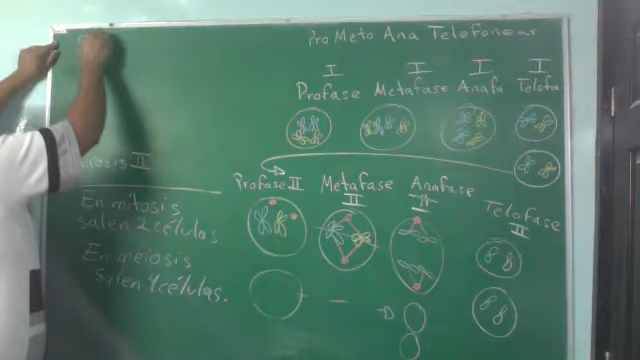 Pro Meto Ana Telefonear
I I I I
Profase Metafase Anafa Telofa
eiosis II
Profase II Metafase II Anafase II Telofase II
En mitosis
salen 2 células
En meiosis
salen 4 células.